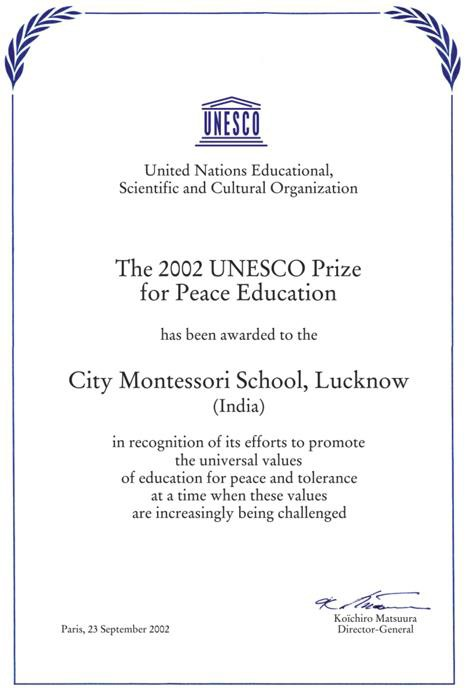 UNESCO
United Nations Educational,
Scientific and Cultural Organization
The 2002 UNESCO Prize
for Peace Education
has been awarded to the
City Montessori School, Lucknow
(India)
in recognition of its efforts to promote
the universal values
of education for peace and tolerance
at a time when these values
are increasingly being challenged
Koïchiro Matsuura
Paris, 23 September 2002 Director-General